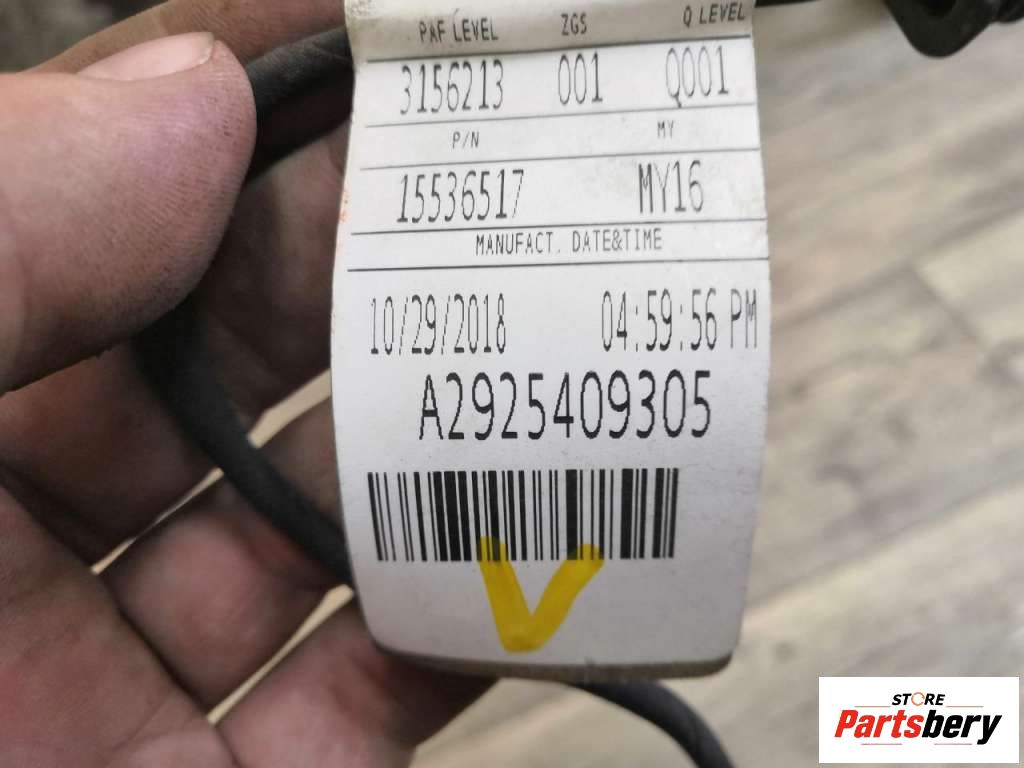 PAF LEVEL ZGS Q LEVEL
3156213 001 Q001
P/N MY
15536517 MY16
MANUFACT. DATE&TIME
10/29/2018 04:59:56 PM
A2925409305
V
STORE
Partsbery